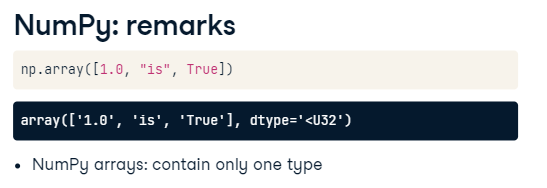 NumPy: remarks
np.array([1.0, "is", True])
array(['1.0', 'is', 'True'], dtype='<U32')
• NumPy arrays: contain only one type